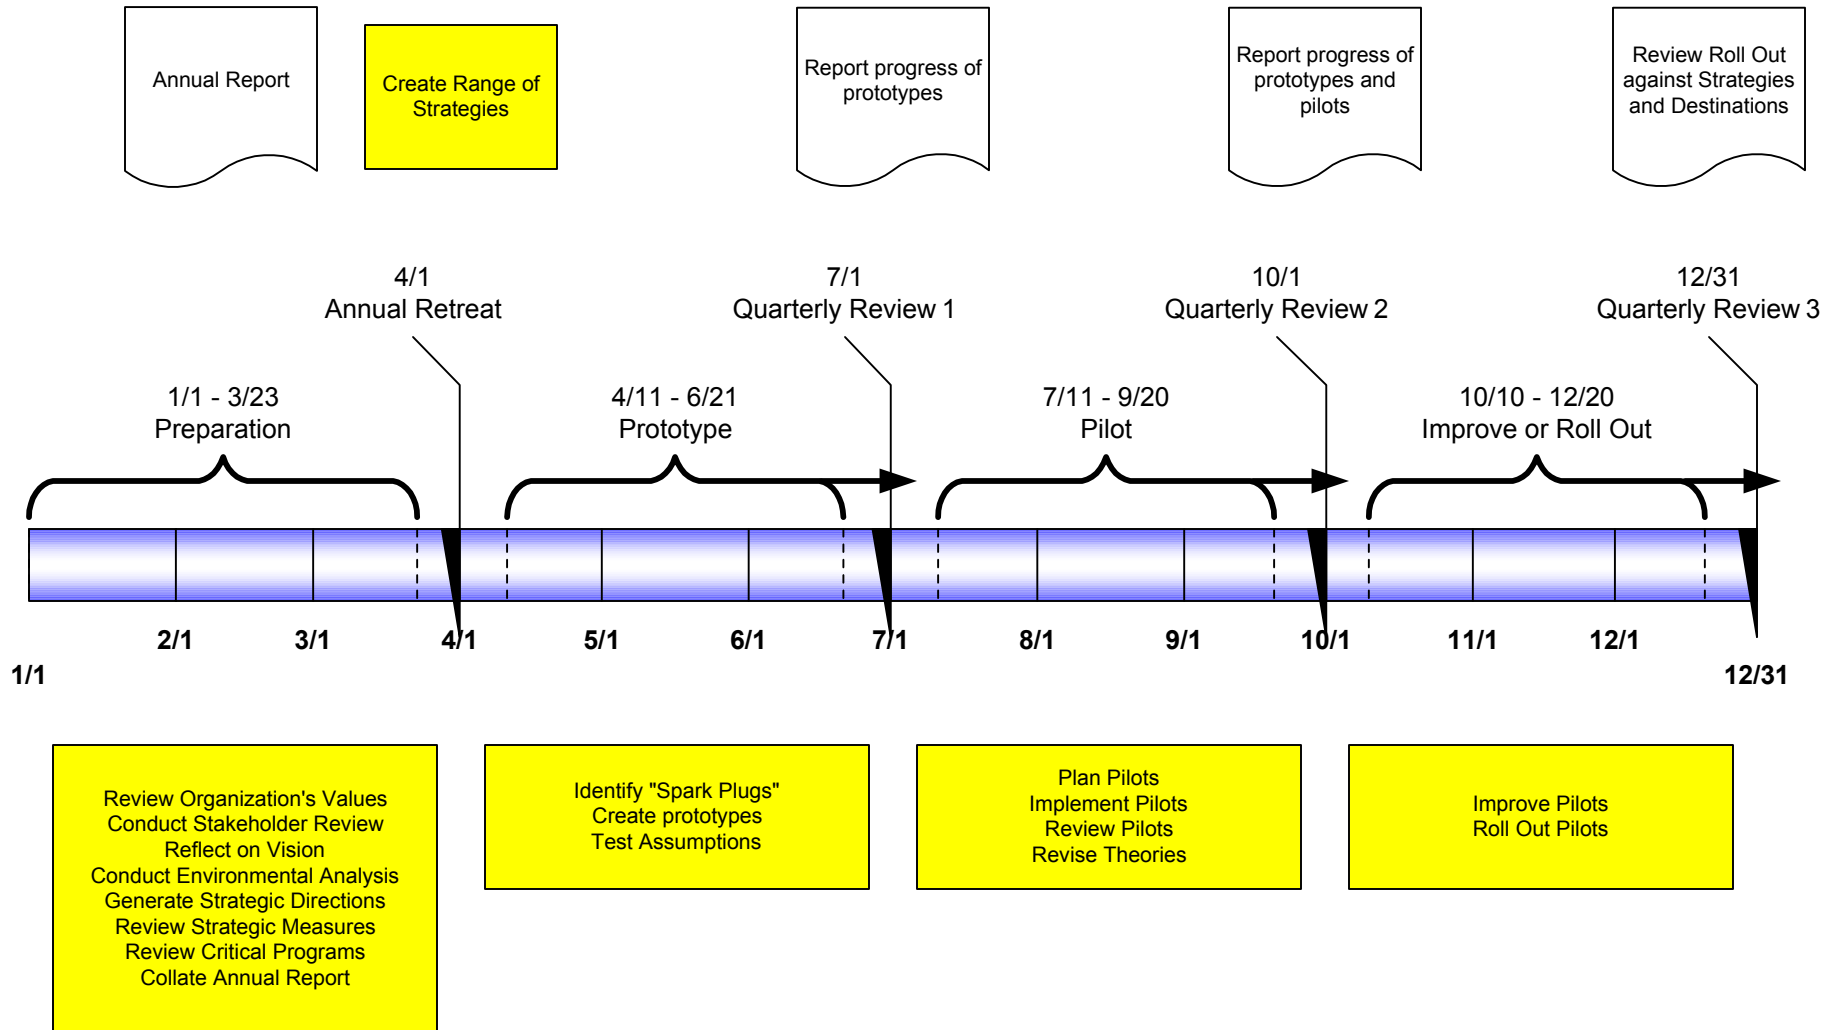 Annual Report
Create Range of
Strategies
Report progress of
prototypes
Report progress of
prototypes and
pilots
Review Roll Out
against Strategies
and Destinations
4/1
Annual Retreat
7/1
Quarterly Review 1
10/1
Quarterly Review 2
12/31
Quarterly Review 3
1/1 - 3/23
Preparation
4/11 - 6/21
Prototype
7/11 - 9/20
Pilot
10/10 - 12/20
Improve or Roll Out
2/1
3/1
4/1
5/1
6/1
7/1
8/1
9/1
10/1
11/1
12/1
1/1
12/31
Review Organization's Values
Conduct Stakeholder Review
Reflect on Vision
Conduct Environmental Analysis
Generate Strategic Directions
Review Strategic Measures
Review Critical Programs
Collate Annual Report
Identify "Spark Plugs"
Create prototypes
Test Assumptions
Plan Pilots
Implement Pilots
Review Pilots
Revise Theories
Improve Pilots
Roll Out Pilots